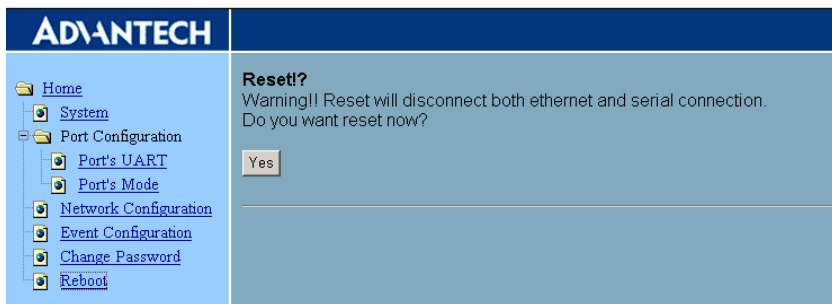 ADVANTECH
Home
System
Port Configuration
Port's UART
Port's Mode
Network Configuration
Event Configuration
Change Password
Reboot
Reset!?
Warning!! Reset will disconnect both ethernet and serial connection.
Do you want reset now?
Yes